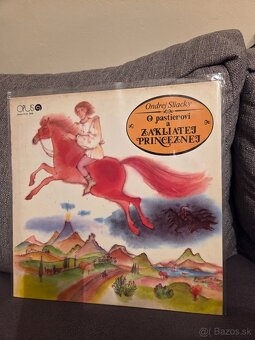 OPUS
Ondrej Sliacky
O pastierovi
a
ZAKLIATEJ
PRINCEZNEJ
© Bazos.sk